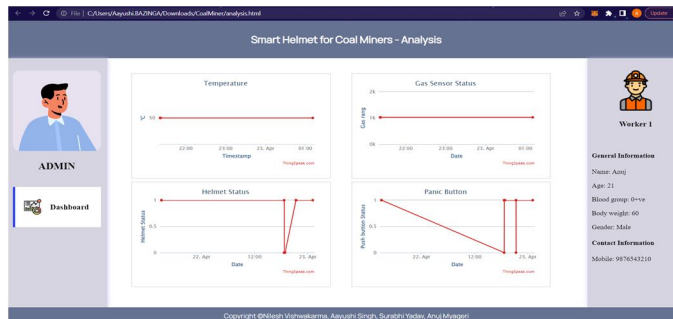 File | C:/Users/Aayushi.BAZINGA/Downloads/CoalMiner/analysis.html
Update
Smart Helmet for Coal Miners - Analysis
ADMIN
Dashboard
Temperature
°C
50
22:00 23:00 23. Apr 01:00
Timestamp
ThingSpeak.com
Gas Sensor Status
Gas rang
2k
1k
0k
22:00 23:00 23. Apr 01:00
Date
ThingSpeak.com
Helmet Status
Helmet Status
1
0.5
0
22. Apr 12:00 23. Apr
Date
ThingSpeak.com
Panic Button
Push button Status
1
0.5
0
22. Apr 12:00 23. Apr
Date
ThingSpeak.com
Worker 1
General Information
Name: Anuj
Age: 21
Blood group: 0+ve
Body weight: 60
Gender: Male
Contact Information
Mobile: 9876543210
Copyright ©Nilesh Vishwakarma, Aayushi Singh, Surabhi Yadav, Anuj Myageri